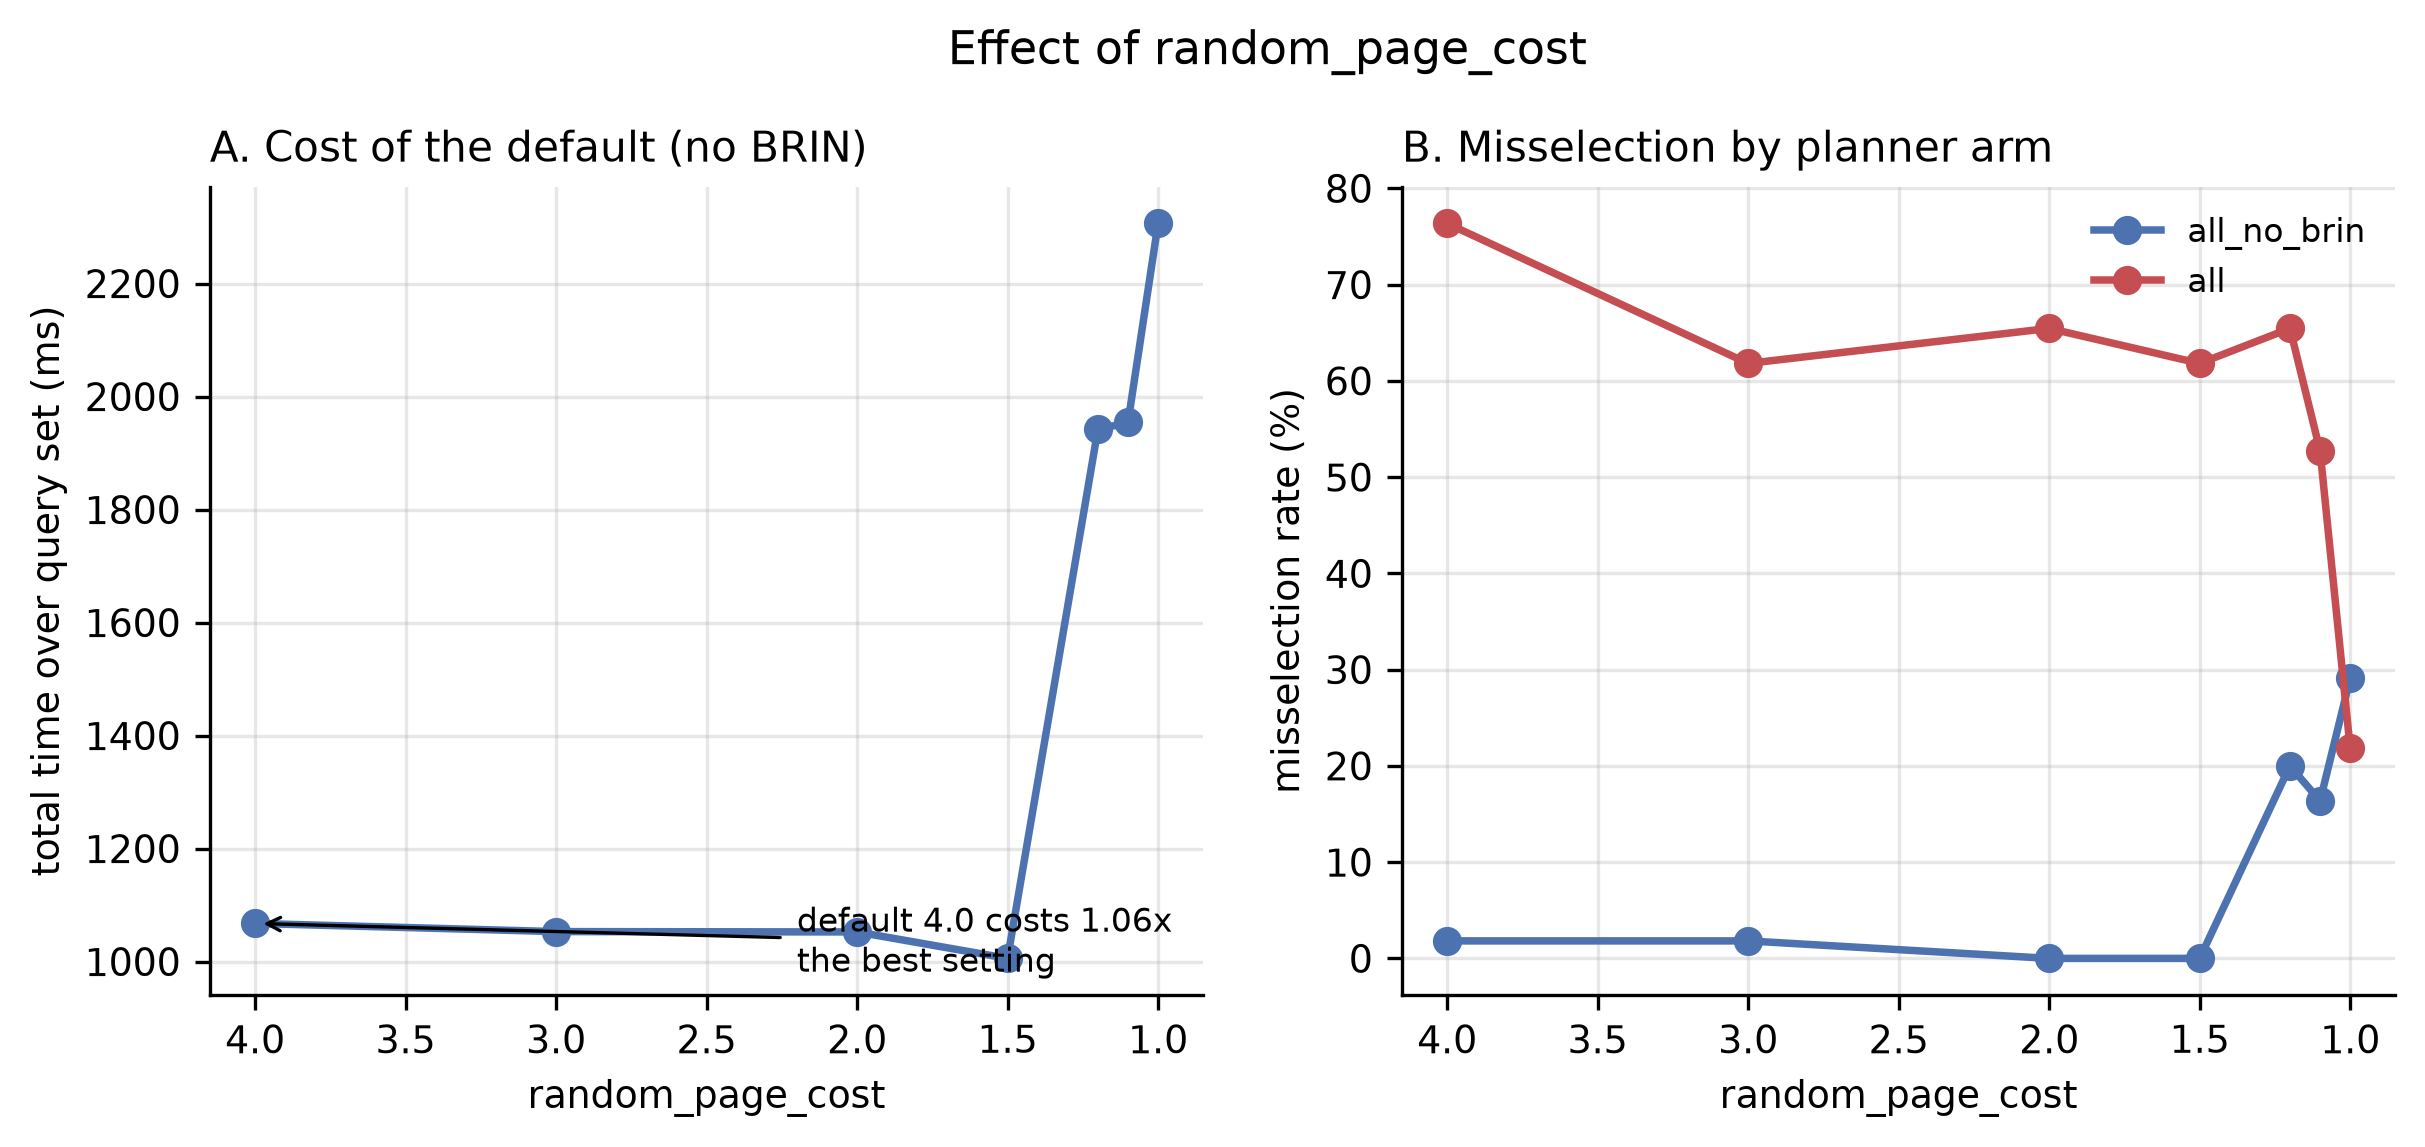 Effect of random_page_cost
A. Cost of the default (no BRIN)
total time over query set (ms)
2200
2000
1800
1600
1400
1200
1000
default 4.0 costs 1.06x
the best setting
4.0 3.5 3.0 2.5 2.0 1.5 1.0
random_page_cost
B. Misselection by planner arm
misselection rate (%)
80
70
60
50
40
30
20
10
0
all_no_brin
all
4.0 3.5 3.0 2.5 2.0 1.5 1.0
random_page_cost